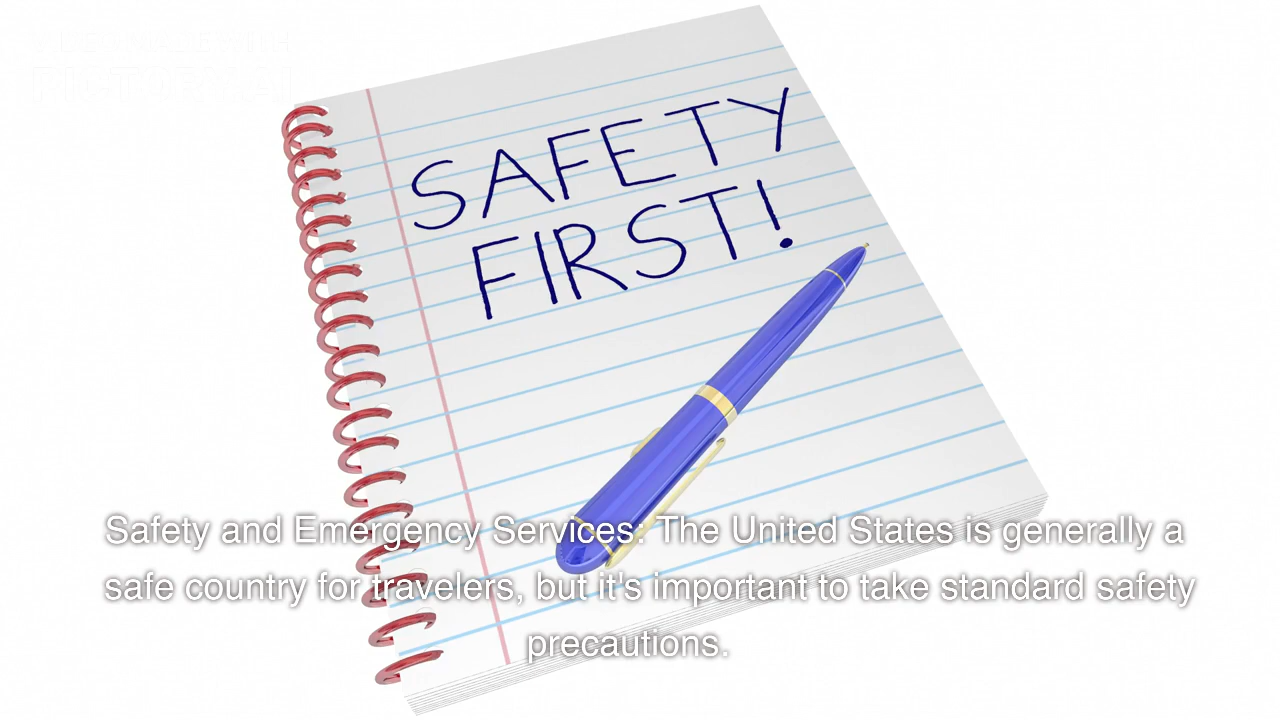 SAFETY
FIRST!
Safety and Emergency Services: The United States is generally a
safe country for travelers, but it's important to take standard safety
precautions.